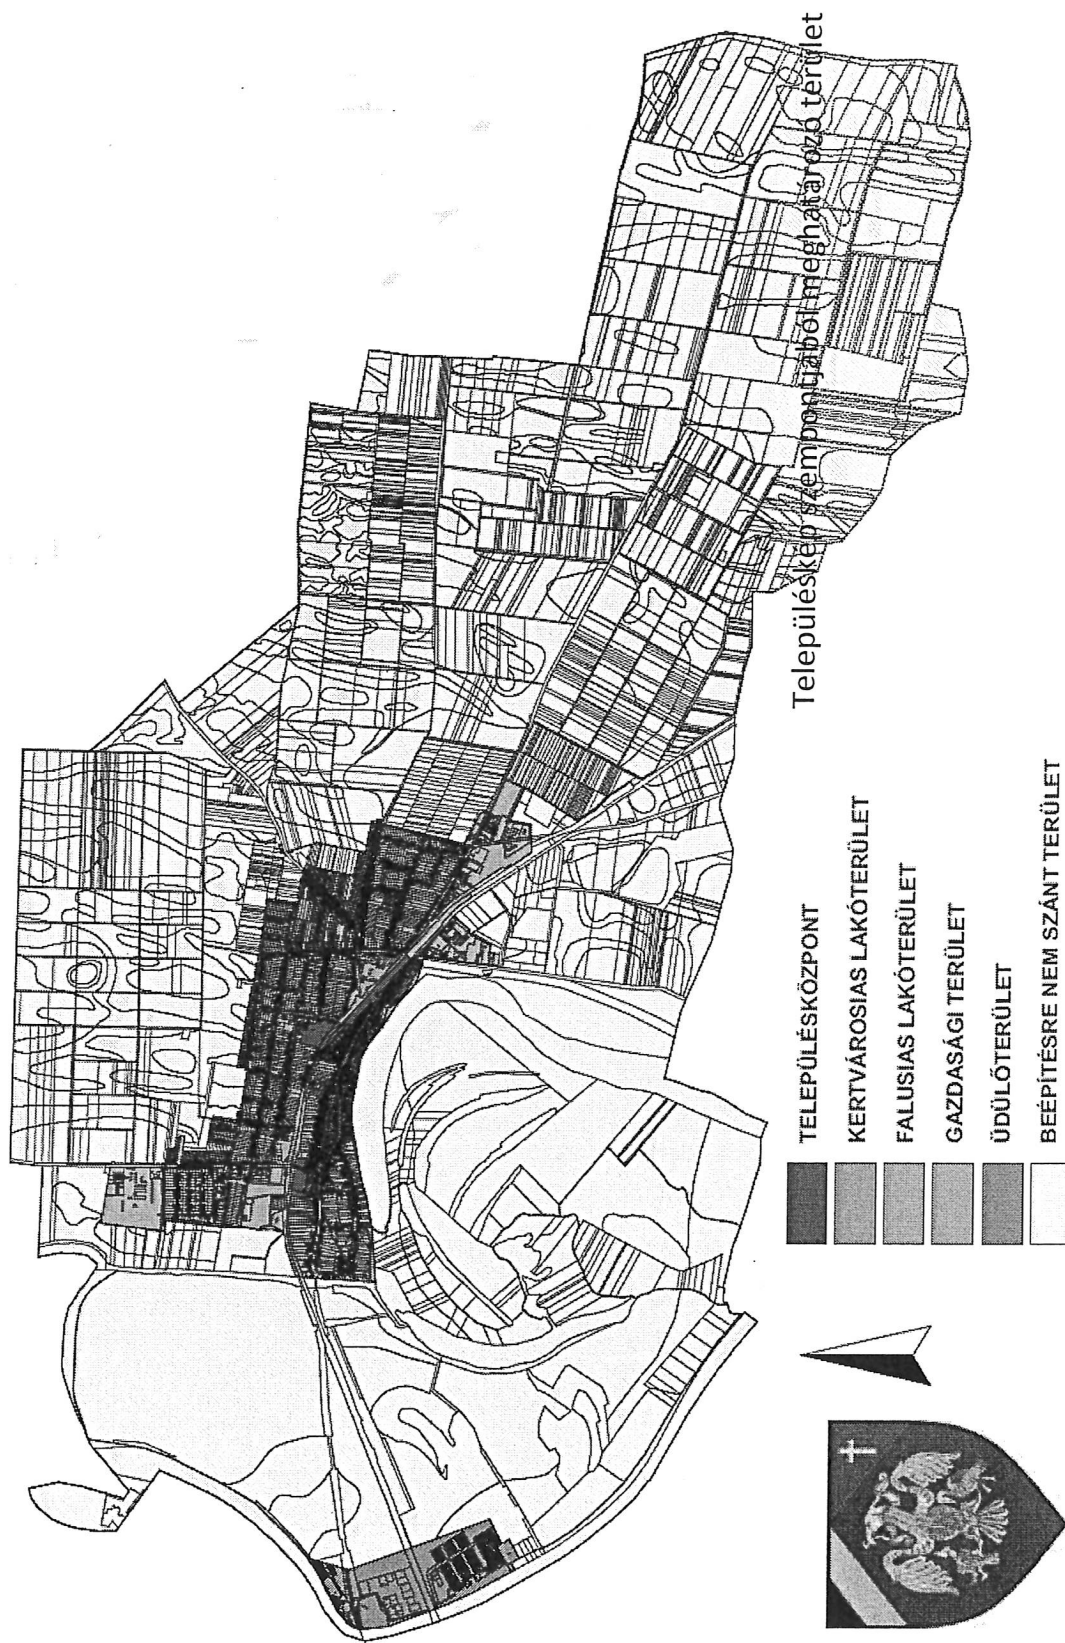 Településkép szempontjából meghatározó terület
TELEPÜLÉSKÖZPONT
KERTVÁROSIAS LAKÓTERÜLET
FALUSIAS LAKÓTERÜLET
GAZDASÁGI TERÜLET
ÜDÜLŐTERÜLET
BEÉPÍTÉSRE NEM SZÁNT TERÜLET